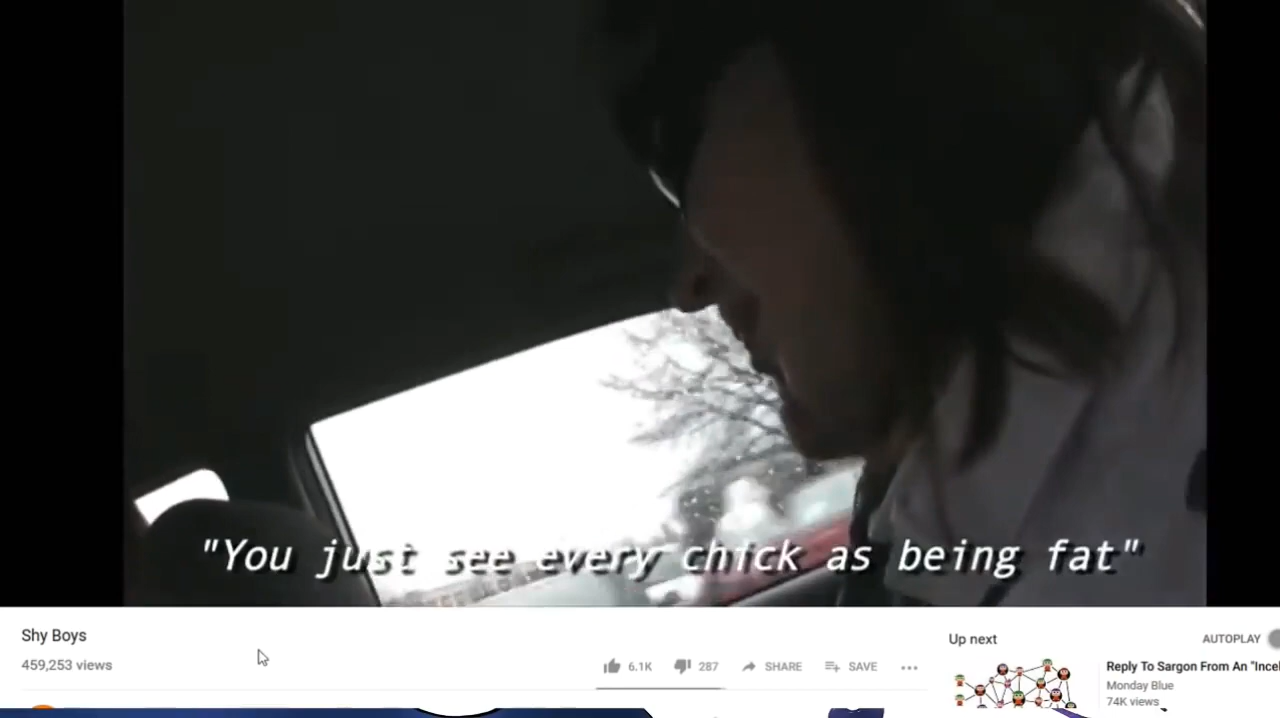 "You just see every chick as being fat"
Shy Boys
459,253 views
6.1K
287
SHARE
SAVE
Up next
AUTOPLAY
Reply To Sargon From An "Incel
Monday Blue
74K views